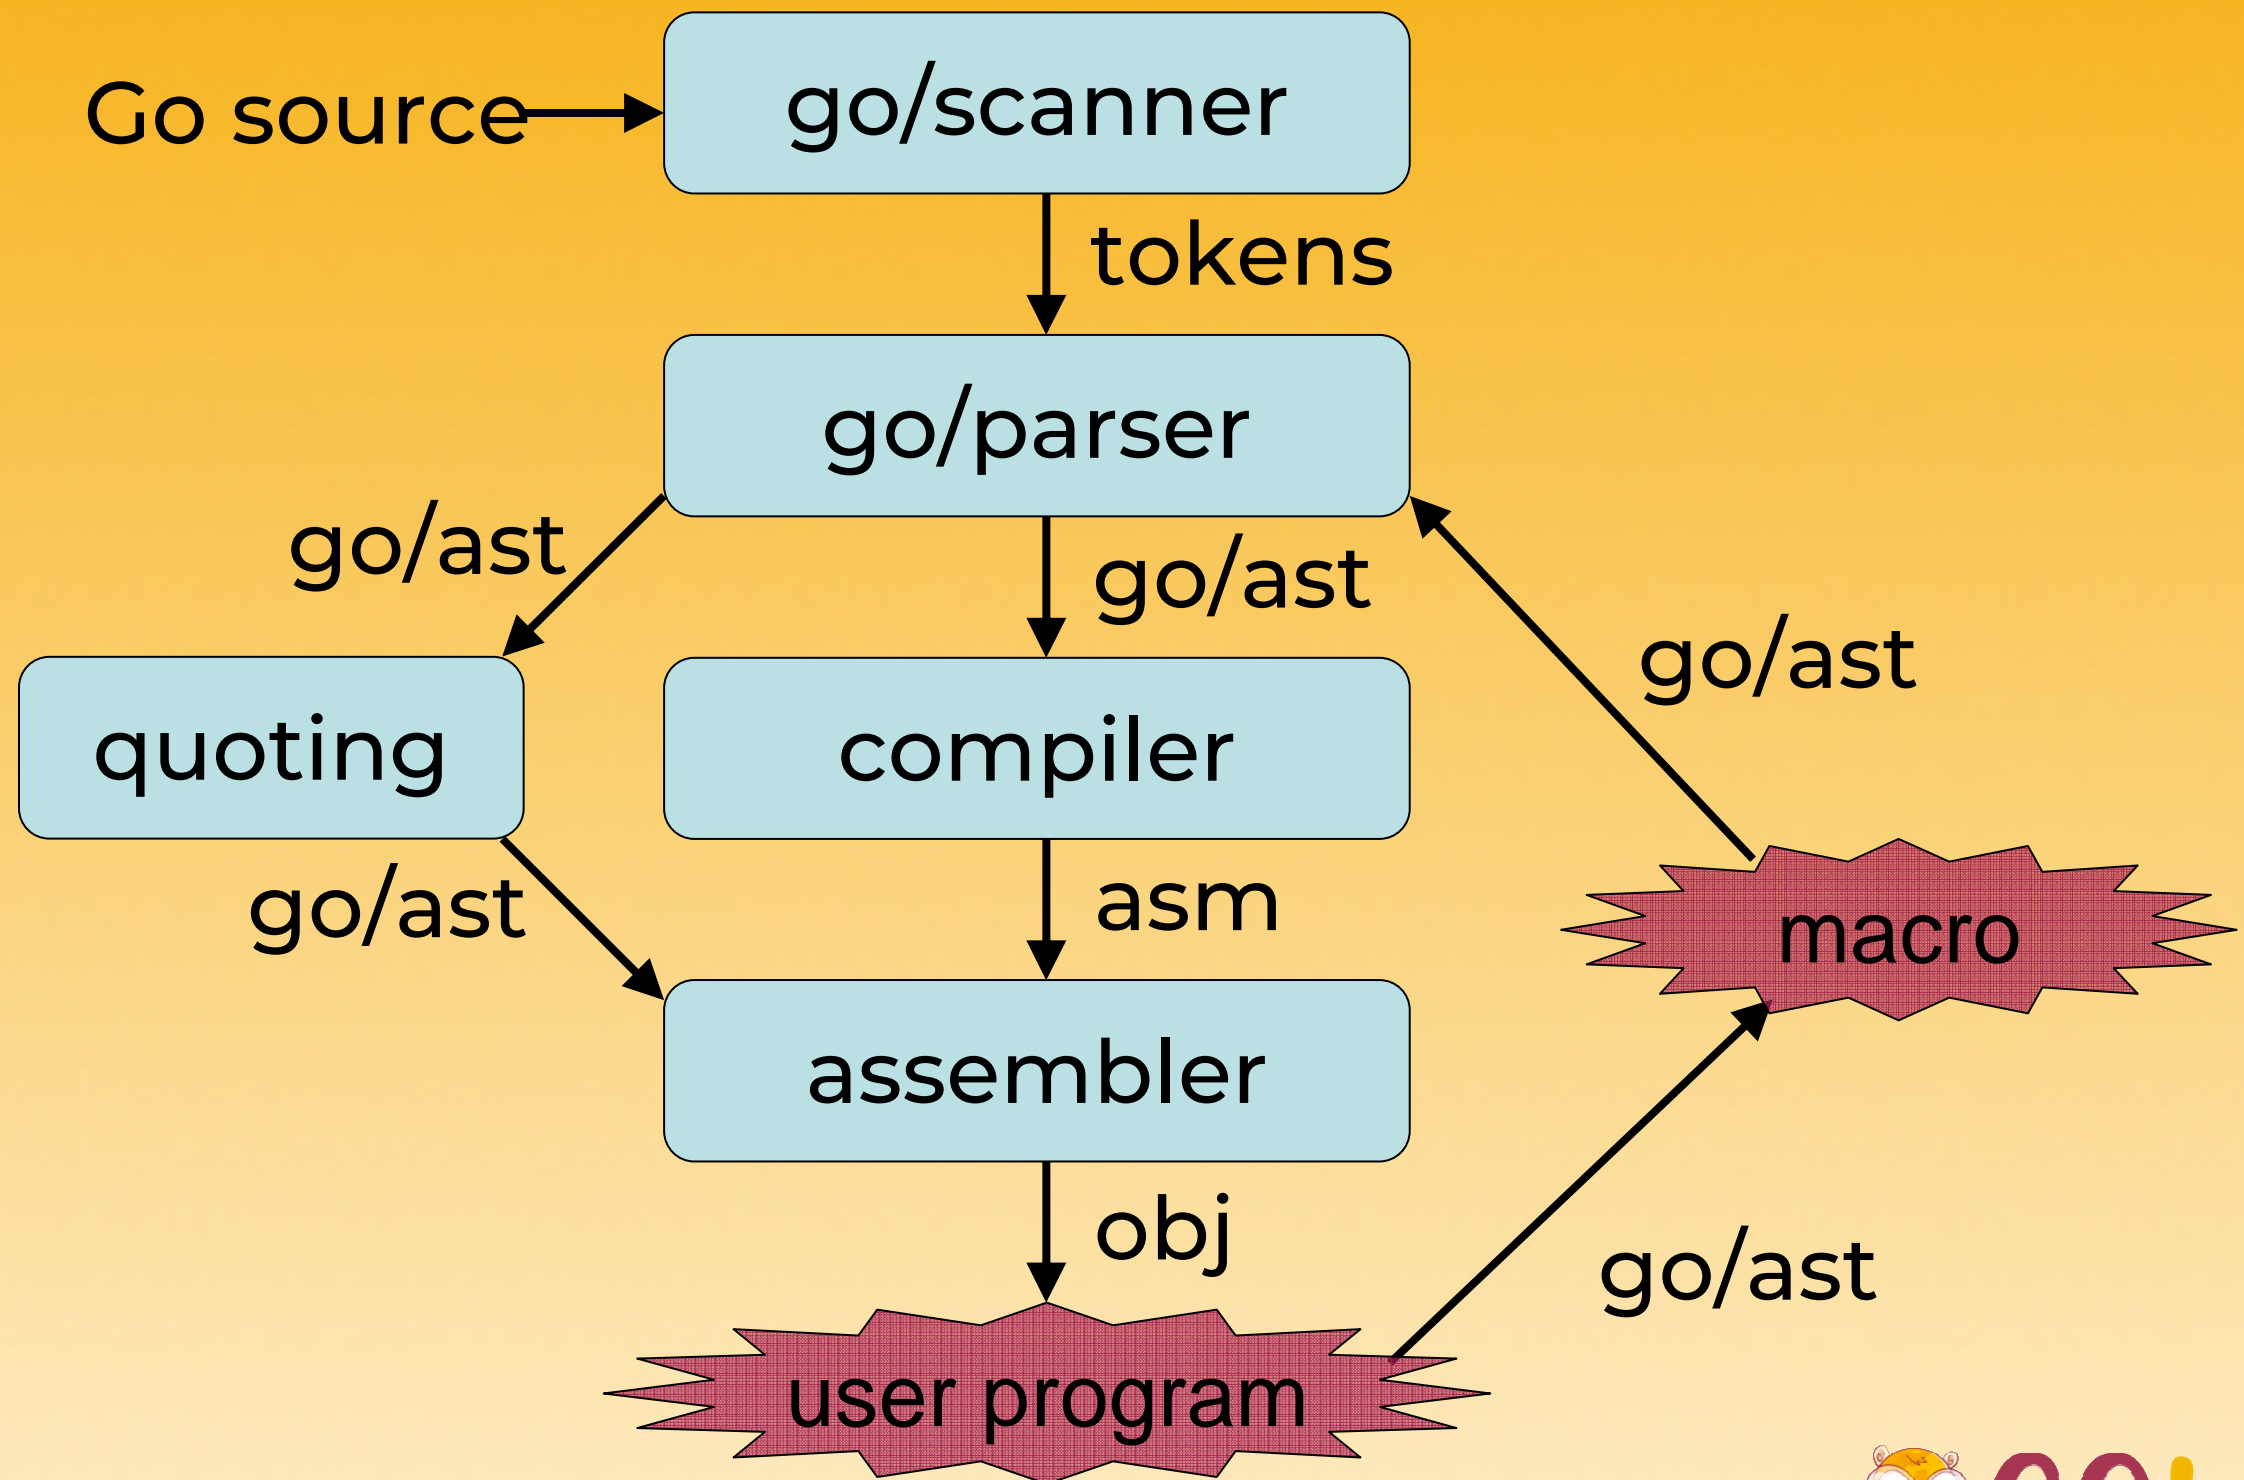 Go source
go/scanner
tokens
go/parser
go/ast
go/ast
go/ast
quoting
compiler
go/ast
asm
macro
assembler
obj
go/ast
user program